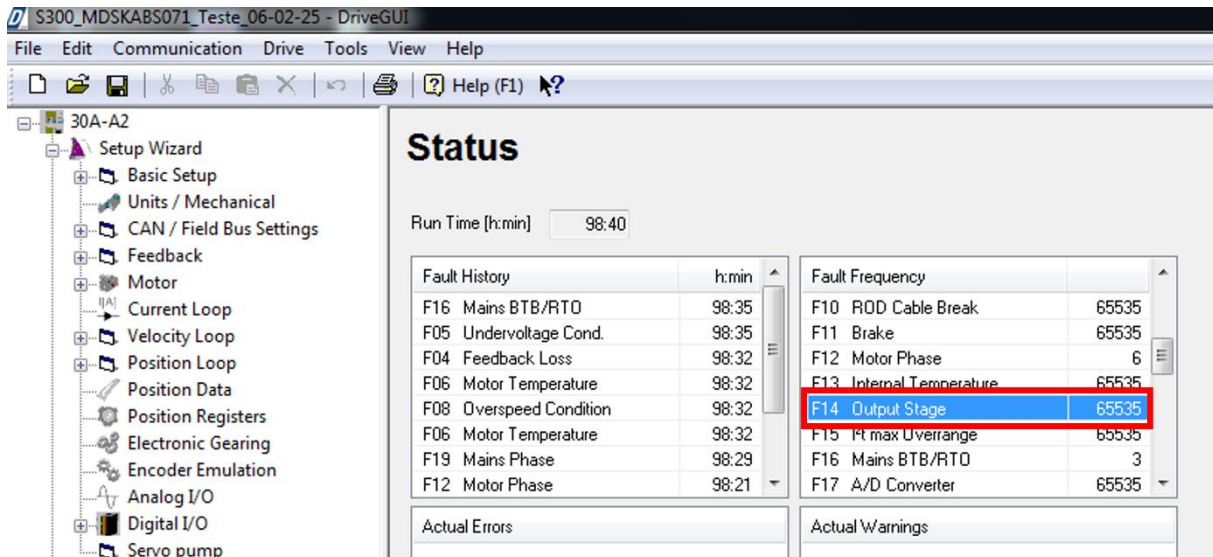 S300_MDSKABS071_Teste_06-02-25 - DriveGUI
File Edit Communication Drive Tools View Help
Help (F1)
30A-A2
Setup Wizard
Basic Setup
Units / Mechanical
CAN / Field Bus Settings
Feedback
Motor
Current Loop
Velocity Loop
Position Loop
Position Data
Position Registers
Electronic Gearing
Encoder Emulation
Analog I/O
Digital I/O
Servo pump
Status
Run Time [h:min] 98:40
Fault History h:min
F16 Mains BTB/RTO 98:35
F05 Undervoltage Cond. 98:35
F04 Feedback Loss 98:32
F06 Motor Temperature 98:32
F08 Overspeed Condition 98:32
F06 Motor Temperature 98:32
F19 Mains Phase 98:29
F12 Motor Phase 98:21
Fault Frequency
F10 ROD Cable Break 65535
F11 Brake 65535
F12 Motor Phase 6
F13 Internal Temperature 65535
F14 Output Stage 65535
F15 I²t max Overrange 65535
F16 Mains BTB/RTO 3
F17 A/D Converter 65535
Actual Errors
Actual Warnings